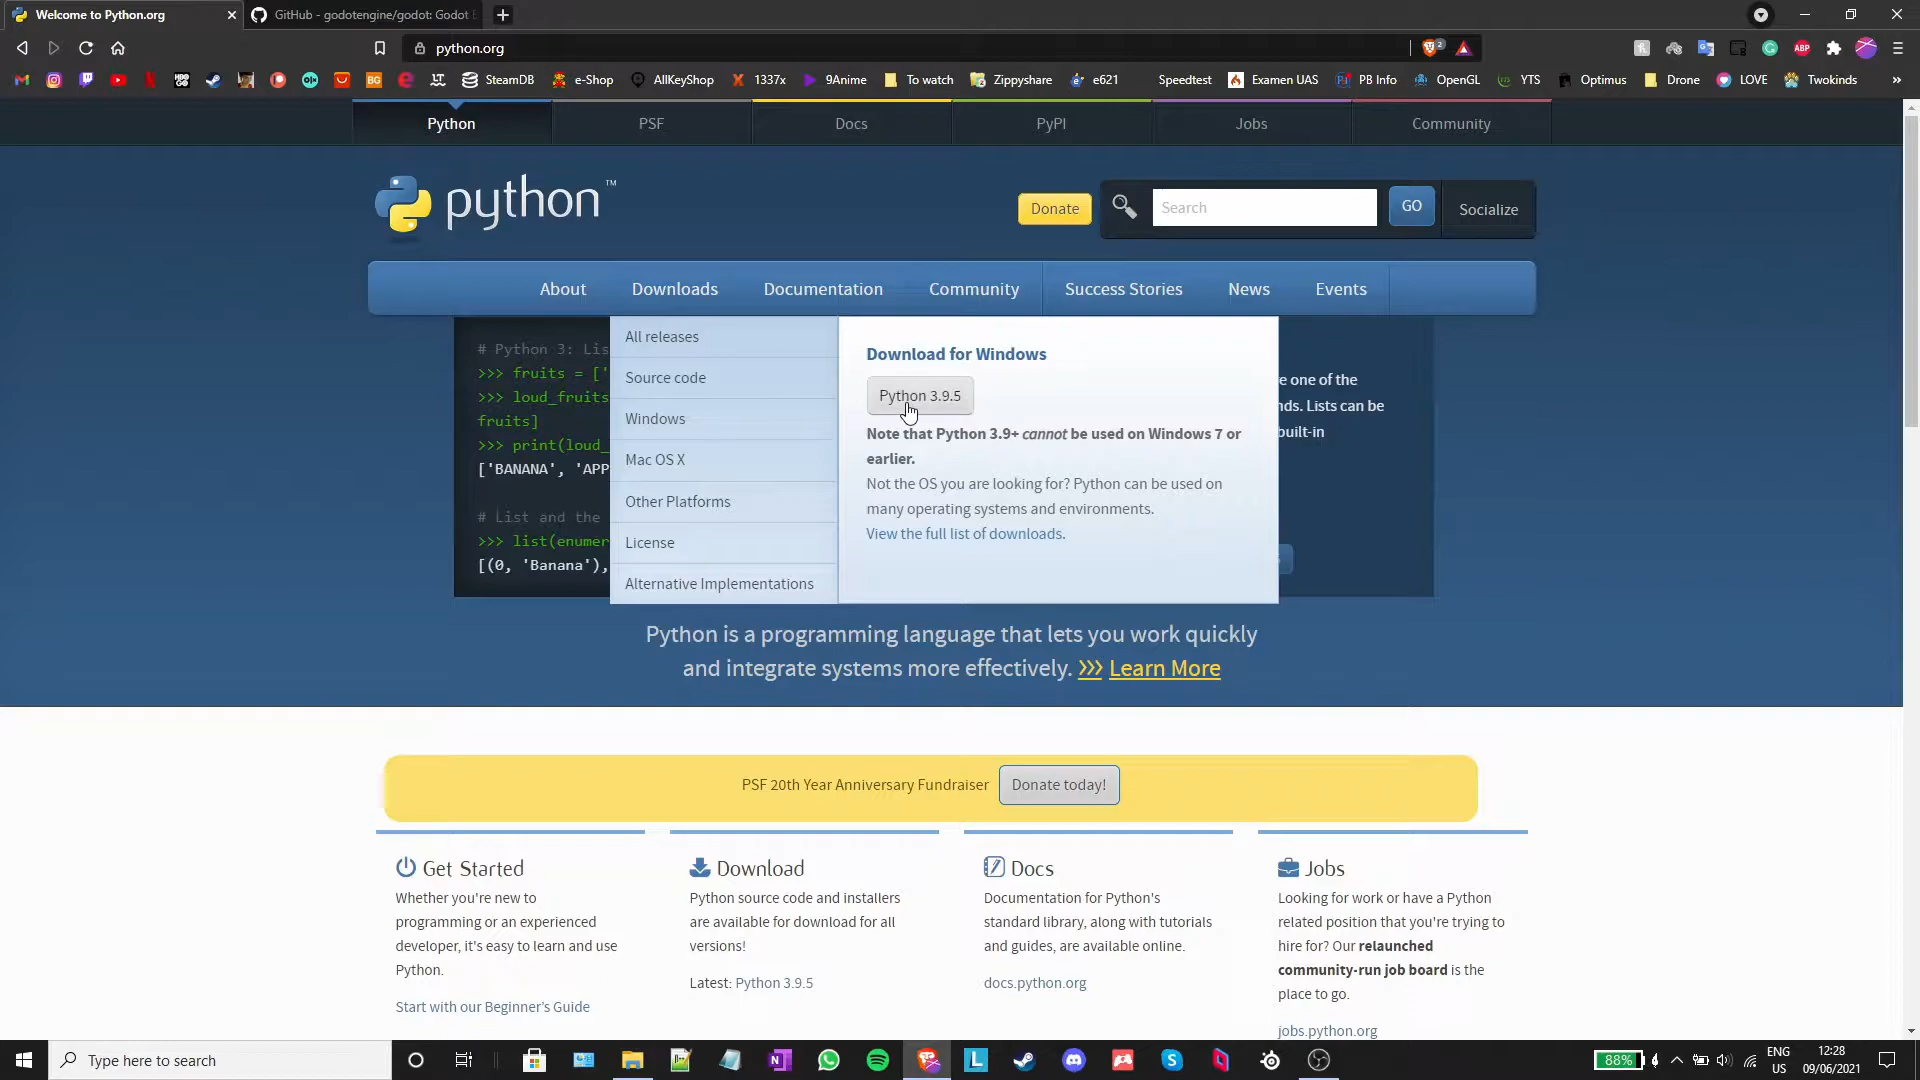 Welcome to Python.org
GitHub - godotengine/godot: Godot
python.org
2
SteamDB
e-Shop
AllKeyShop
1337x
9Anime
To watch
Zippyshare
e621
Speedtest
Examen UAS
PB Info
OpenGL
YTS
Optimus
Drone
LOVE
Twokinds
»
Python
PSF
Docs
PyPI
Jobs
Community
python™
Donate
Search
GO
Socialize
About
Downloads
Documentation
Community
Success Stories
News
Events
# Python 3: Lis
>>> fruits = ['
>>> loud_fruits
fruits]
>>> print(loud_
['BANANA', 'APP
# List and the
>>> list(enumer
[(0, 'Banana'),
All releases
Source code
Windows
Mac OS X
Other Platforms
License
Alternative Implementations
Download for Windows
Python 3.9.5
Note that Python 3.9+ cannot be used on Windows 7 or
earlier.
Not the OS you are looking for? Python can be used on
many operating systems and environments.
View the full list of downloads.
e one of the
nds. Lists can be
built-in
Python is a programming language that lets you work quickly
and integrate systems more effectively. >>> Learn More
PSF 20th Year Anniversary Fundraiser
Donate today!
Get Started
Whether you're new to
programming or an experienced
developer, it's easy to learn and use
Python.
Start with our Beginner's Guide
Download
Python source code and installers
are available for download for all
versions!
Latest: Python 3.9.5
Docs
Documentation for Python's
standard library, along with tutorials
and guides, are available online.
docs.python.org
Jobs
Looking for work or have a Python
related position that you're trying to
hire for? Our relaunched
community-run job board is the
place to go.
jobs.python.org
Type here to search
88%
ENG
US
12:28
09/06/2021